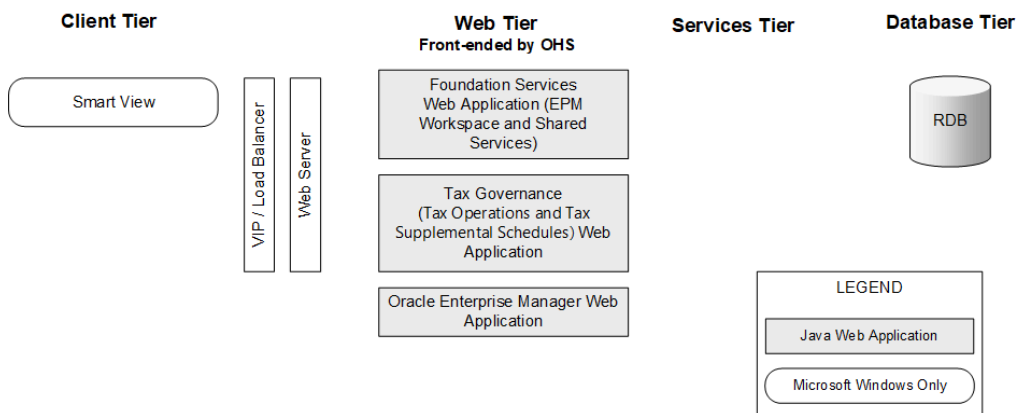 Client Tier
Web Tier
Front-ended by OHS
Services Tier
Database Tier
Smart View
VIP / Load Balancer
Web Server
Foundation Services
Web Application (EPM
Workspace and Shared
Services)
Tax Governance
(Tax Operations and Tax
Supplemental Schedules) Web
Application
Oracle Enterprise Manager Web
Application
RDB
LEGEND
Java Web Application
Microsoft Windows Only